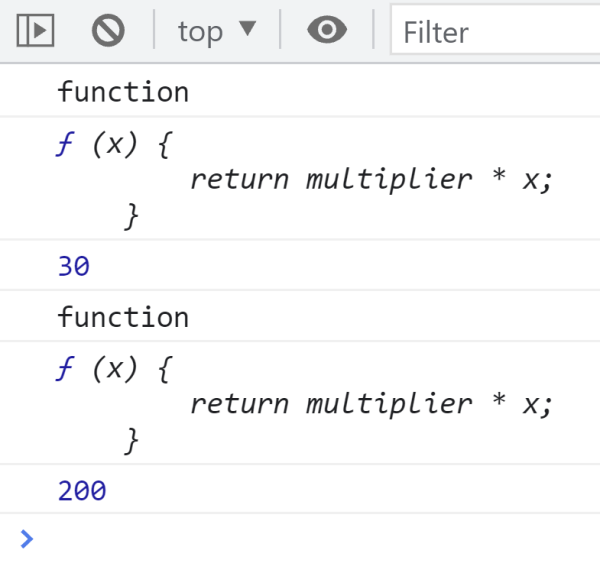 top ▼ Filter
function
ƒ (x) {
        return multiplier * x;
    }
30
function
ƒ (x) {
        return multiplier * x;
    }
200